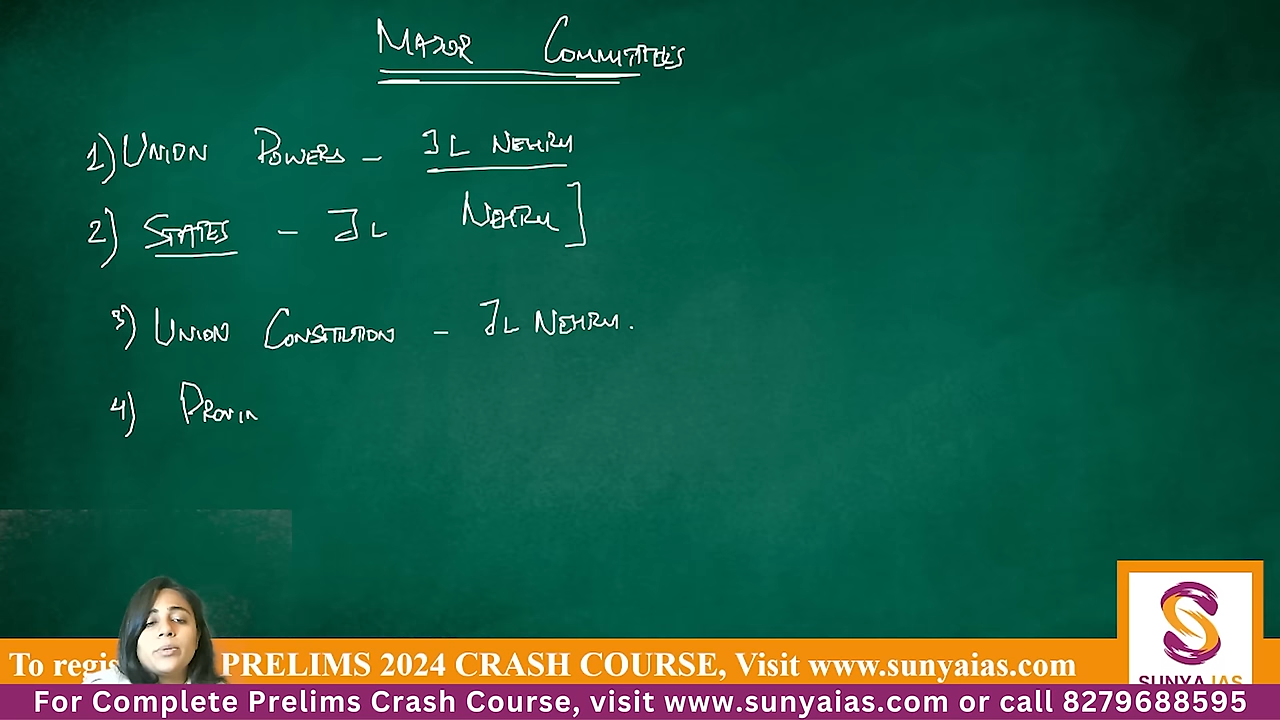 MAJOR COMMITTEES
1) UNION POWERS - JL NEHRU
2) STATES - JL NEHRU]
3) UNION CONSTITUTION - JL NEHRU.
4) PROVIN
To regis PRELIMS 2024 CRASH COURSE, Visit www.sunyaias.com
SUNYA IAS
For Complete Prelims Crash Course, visit www.sunyaias.com or call 8279688595